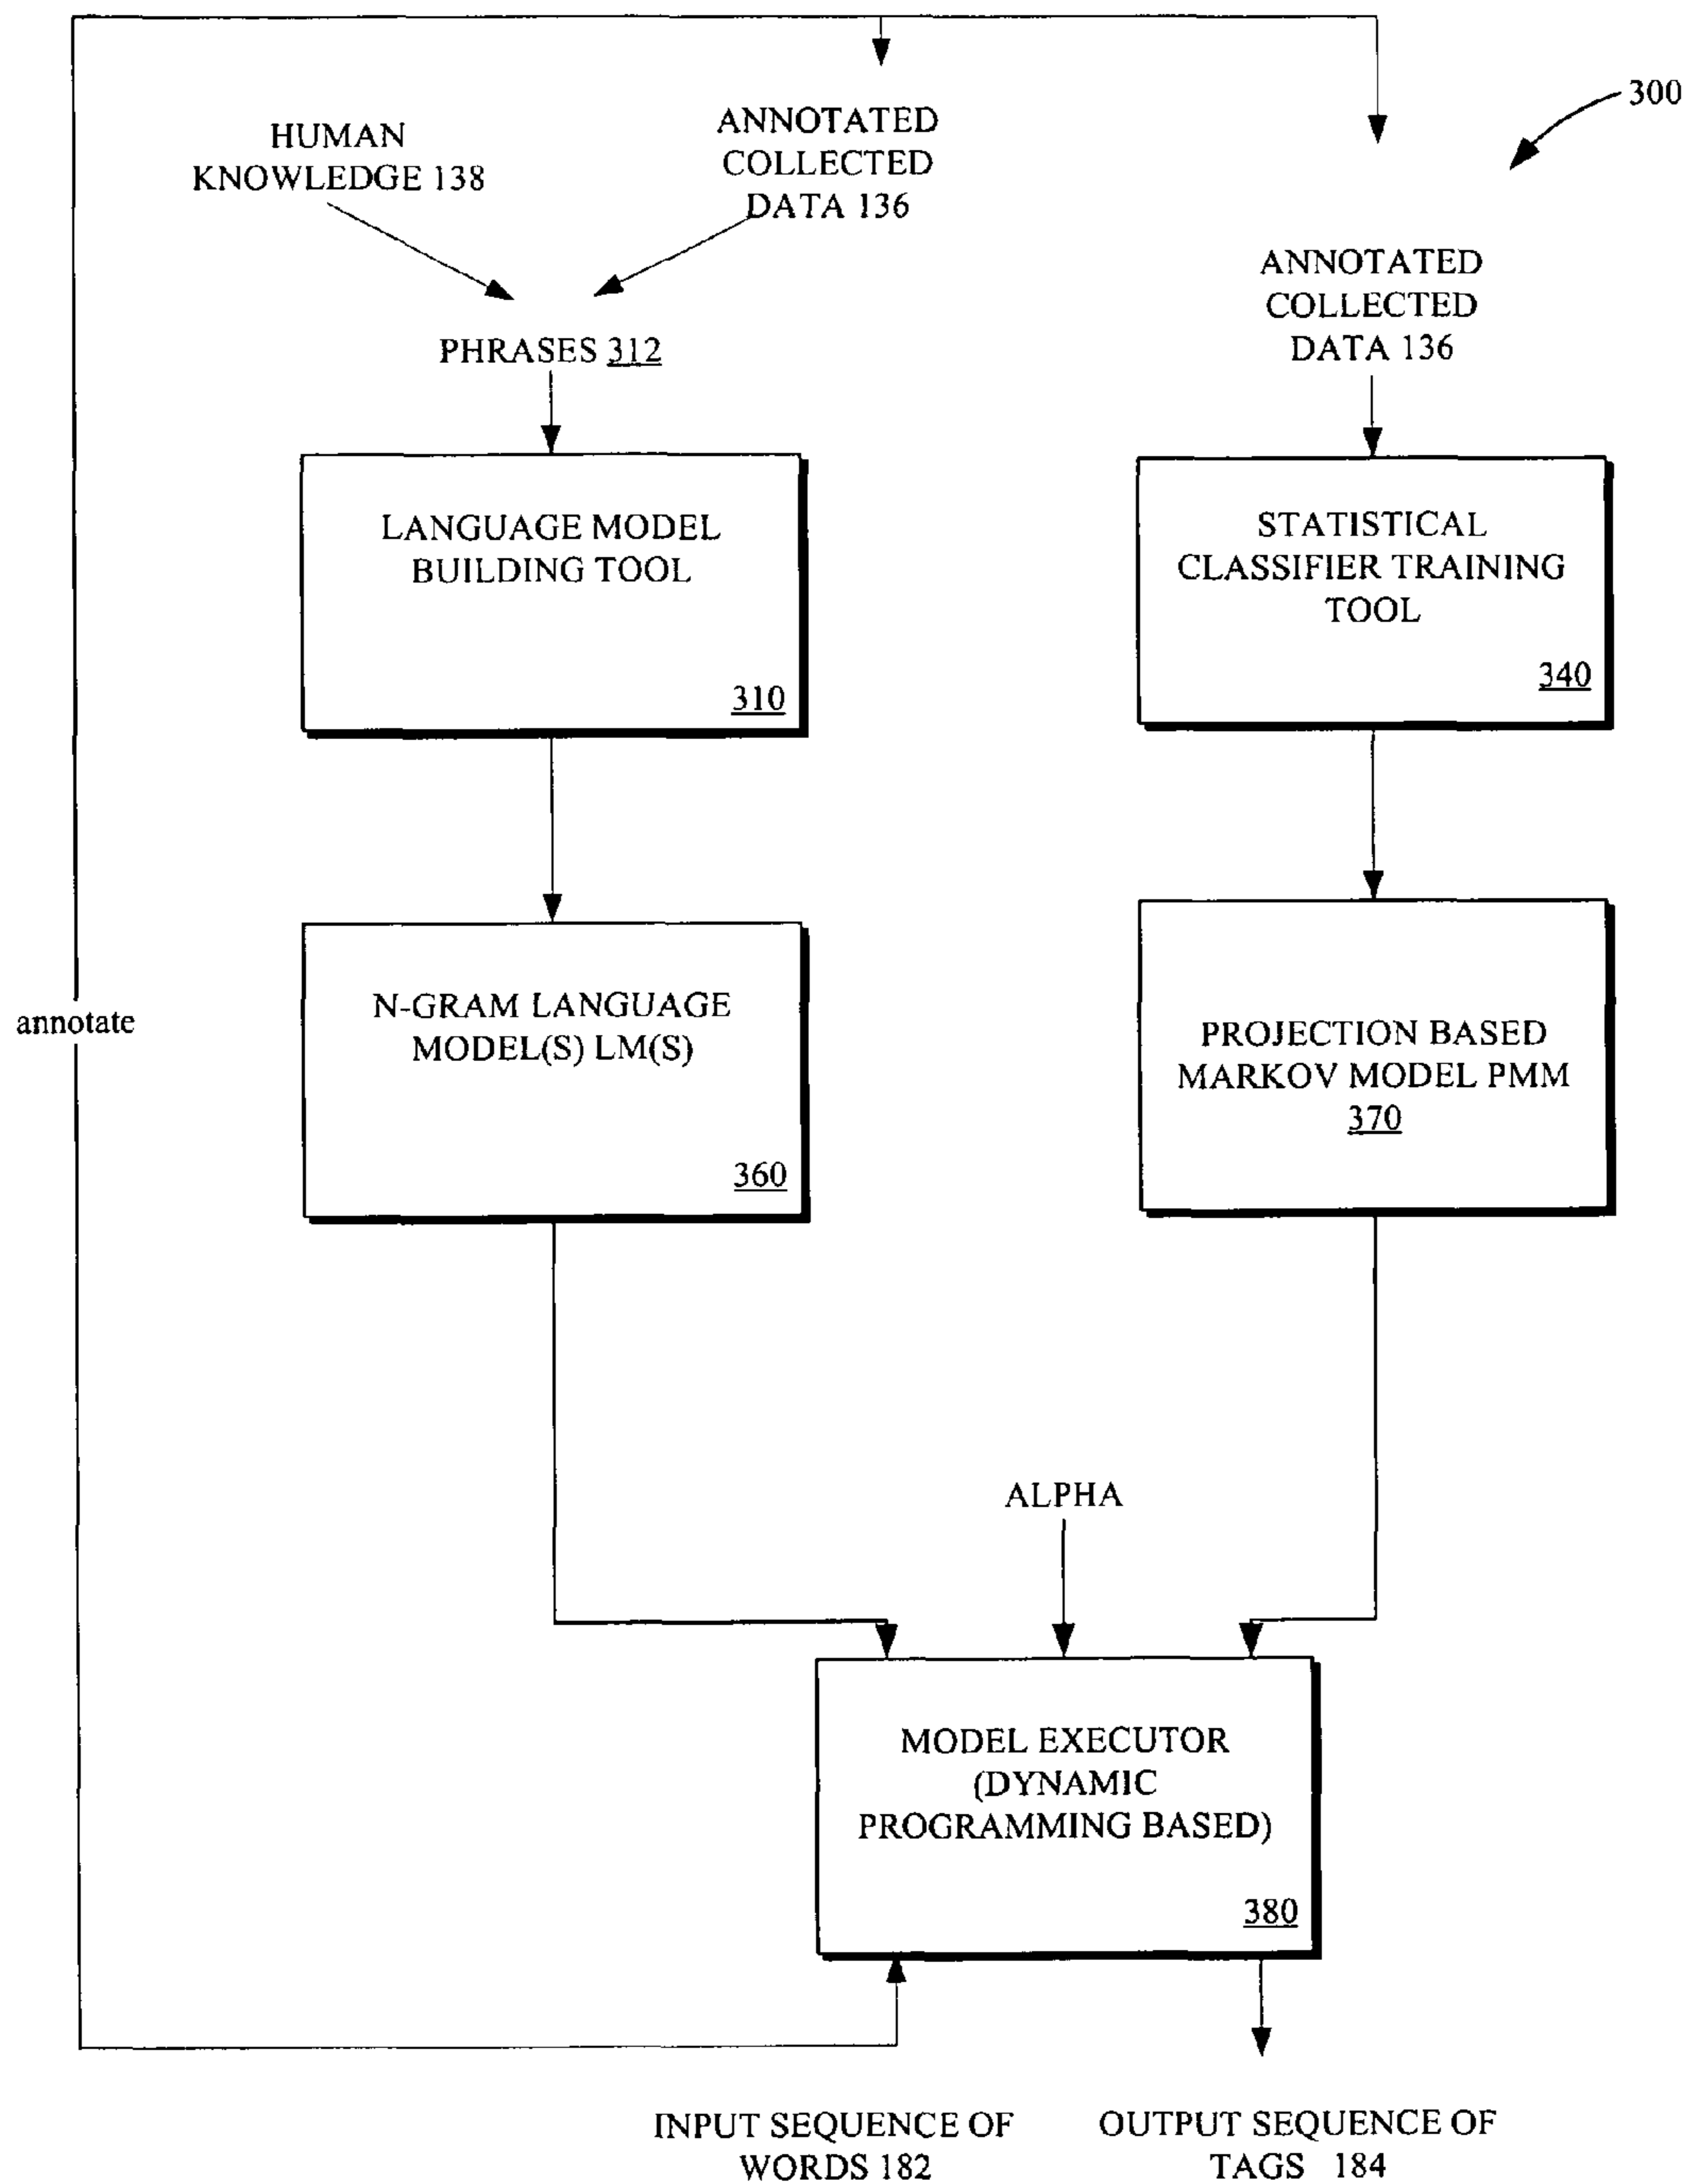 300
HUMAN
KNOWLEDGE 138
ANNOTATED
COLLECTED
DATA 136
ANNOTATED
COLLECTED
DATA 136
PHRASES 312
LANGUAGE MODEL
BUILDING TOOL
310
STATISTICAL
CLASSIFIER TRAINING
TOOL
340
annotate
N-GRAM LANGUAGE
MODEL(S) LM(S)
360
PROJECTION BASED
MARKOV MODEL PMM
370
ALPHA
MODEL EXECUTOR
(DYNAMIC
PROGRAMMING BASED)
380
INPUT SEQUENCE OF
WORDS 182
OUTPUT SEQUENCE OF
TAGS 184